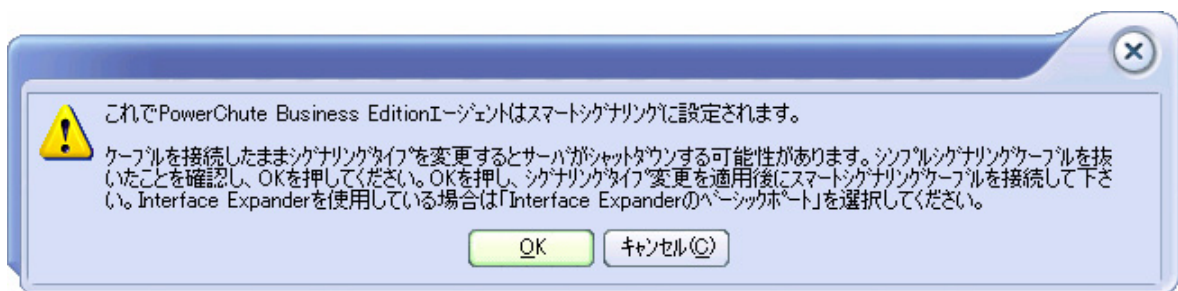 これでPowerChute Business Editionエージェントはスマートシグナリングに設定されます。
ケーブルを接続したままシグナリングタイプを変更するとサーバがシャットダウンする可能性があります。シンプルシグナリングケーブルを抜
いたことを確認し、OKを押してください。OKを押し、シグナリングタイプ変更を適用後にスマートシグナリングケーブルを接続して下さ
い。Interface Expanderを使用している場合は「Interface Expanderのベーシックポート」を選択してください。
OK キャンセル(C)